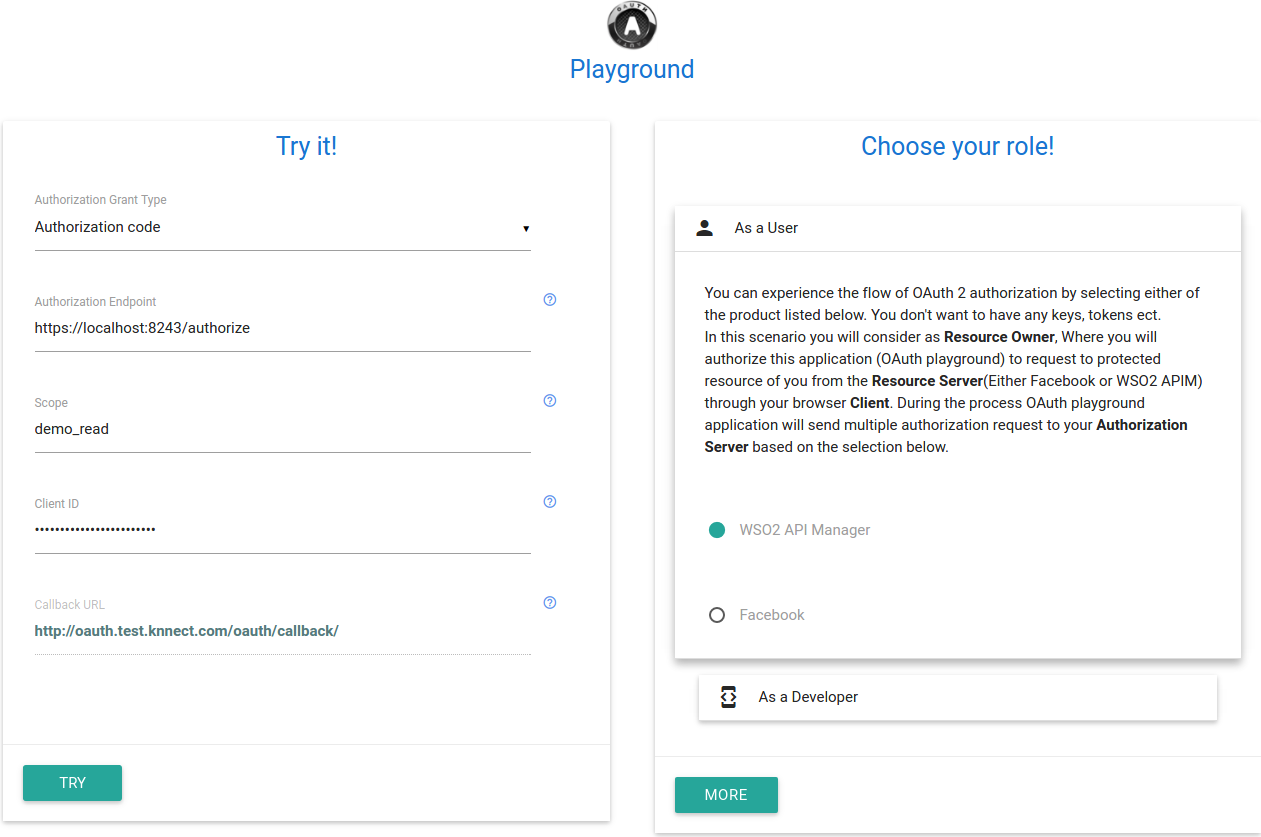 OAUTH
A
Playground
Try it!
Authorization Grant Type
Authorization code
Authorization Endpoint
https://localhost:8243/authorize
Scope
demo_read
Client ID
••••••••••••••••••••••••
Callback URL
http://oauth.test.knnect.com/oauth/callback/
TRY
Choose your role!
As a User
You can experience the flow of OAuth 2 authorization by selecting either of
the product listed below. You don't want to have any keys, tokens ect.
In this scenario you will consider as Resource Owner, Where you will
authorize this application (OAuth playground) to request to protected
resource of you from the Resource Server(Either Facebook or WSO2 APIM)
through your browser Client. During the process OAuth playground
application will send multiple authorization request to your Authorization
Server based on the selection below.
WSO2 API Manager
Facebook
As a Developer
MORE